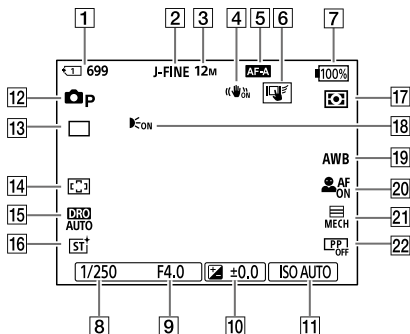 1 2 3 4 5 6 7
1 699 J-FINE 12M ON AF-A 100%
12 P 17
13 ON 18
AWB 19
14 AF ON 20
15 DRO AUTO MECH 21
16 ST+ PP OFF 22
1/250 F4.0 ±0.0 ISO AUTO
8 9 10 11